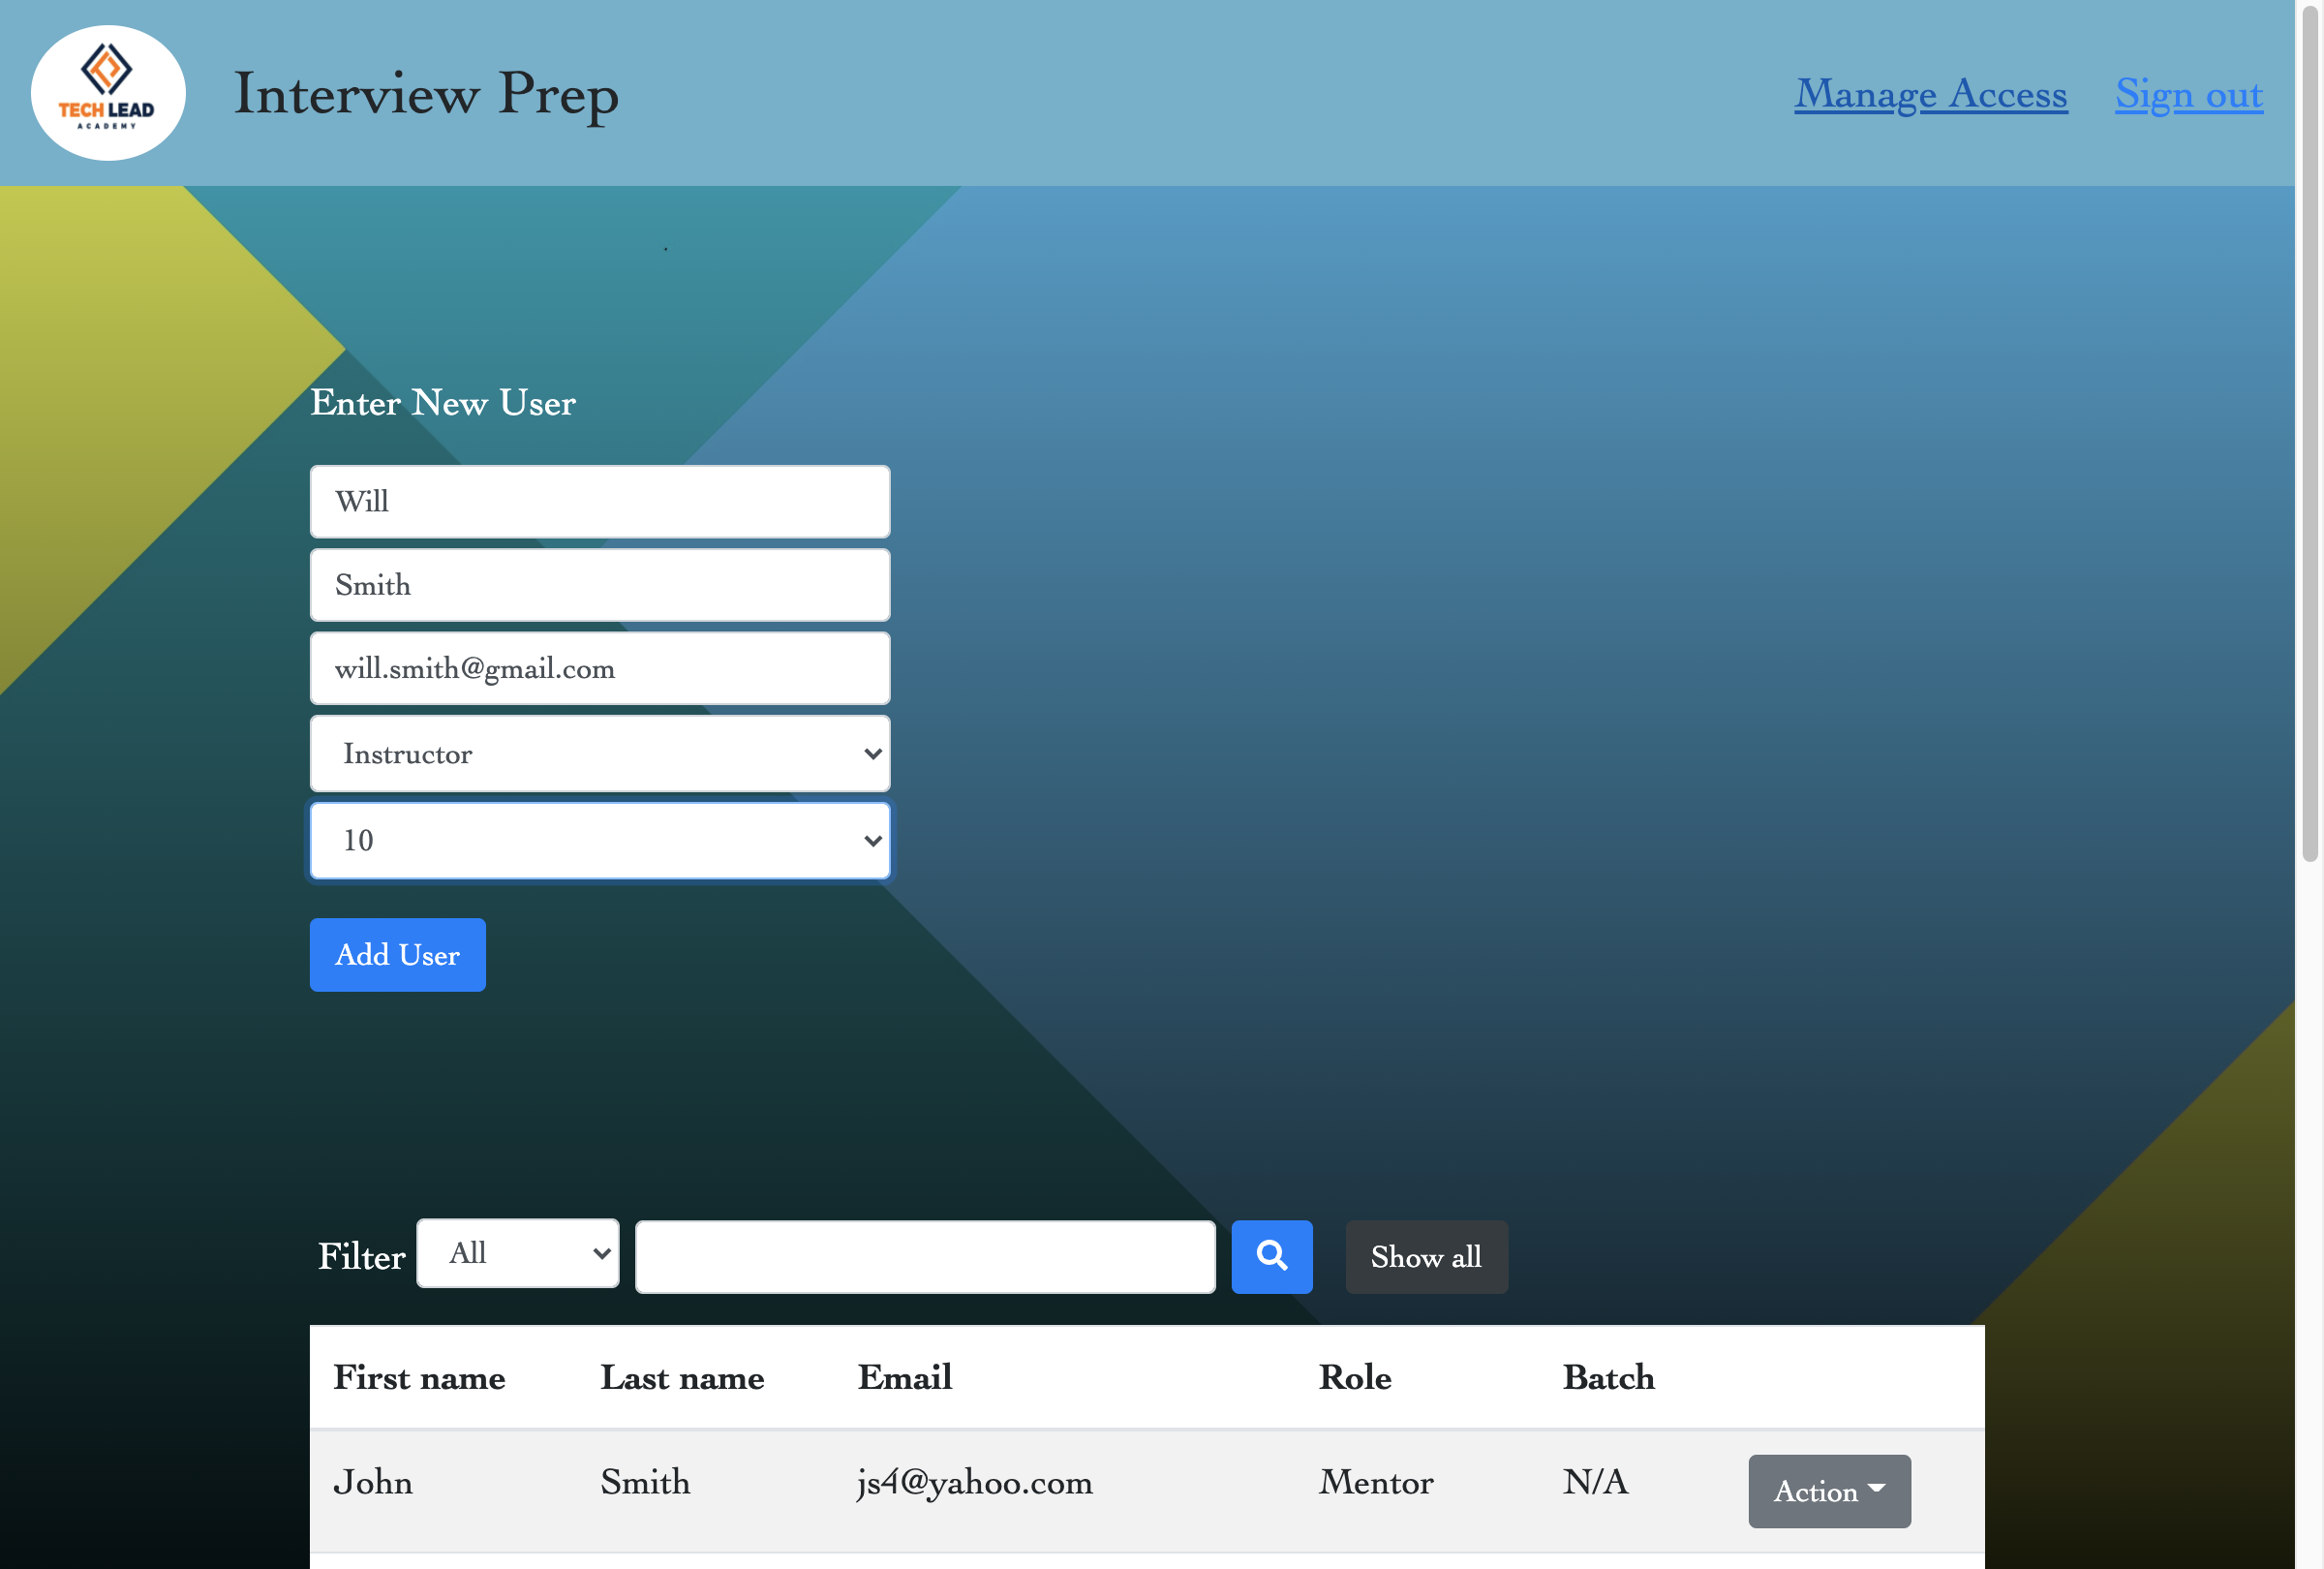 TECH LEAD
ACADEMY
Interview Prep
Manage Access
Sign out
Enter New User
Will
Smith
will.smith@gmail.com
Instructor
10
Add User
Filter All Show all
First name Last name Email Role Batch
John Smith js4@yahoo.com Mentor N/A Action